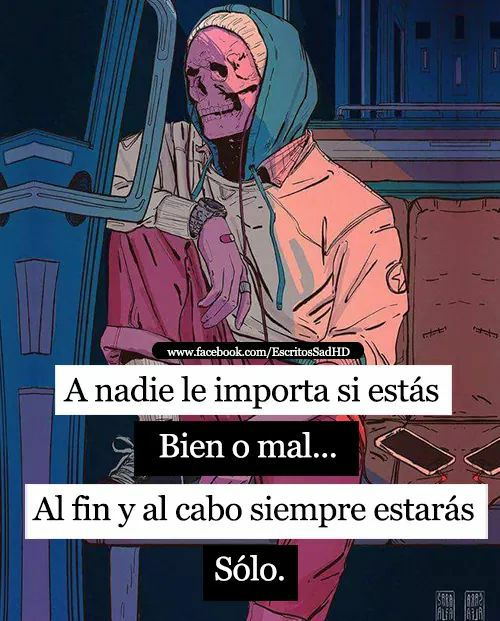 www.facebook.com/EscritosSadHD
A nadie le importa si estás
Bien o mal...
Al fin y al cabo siempre estarás
Sólo.